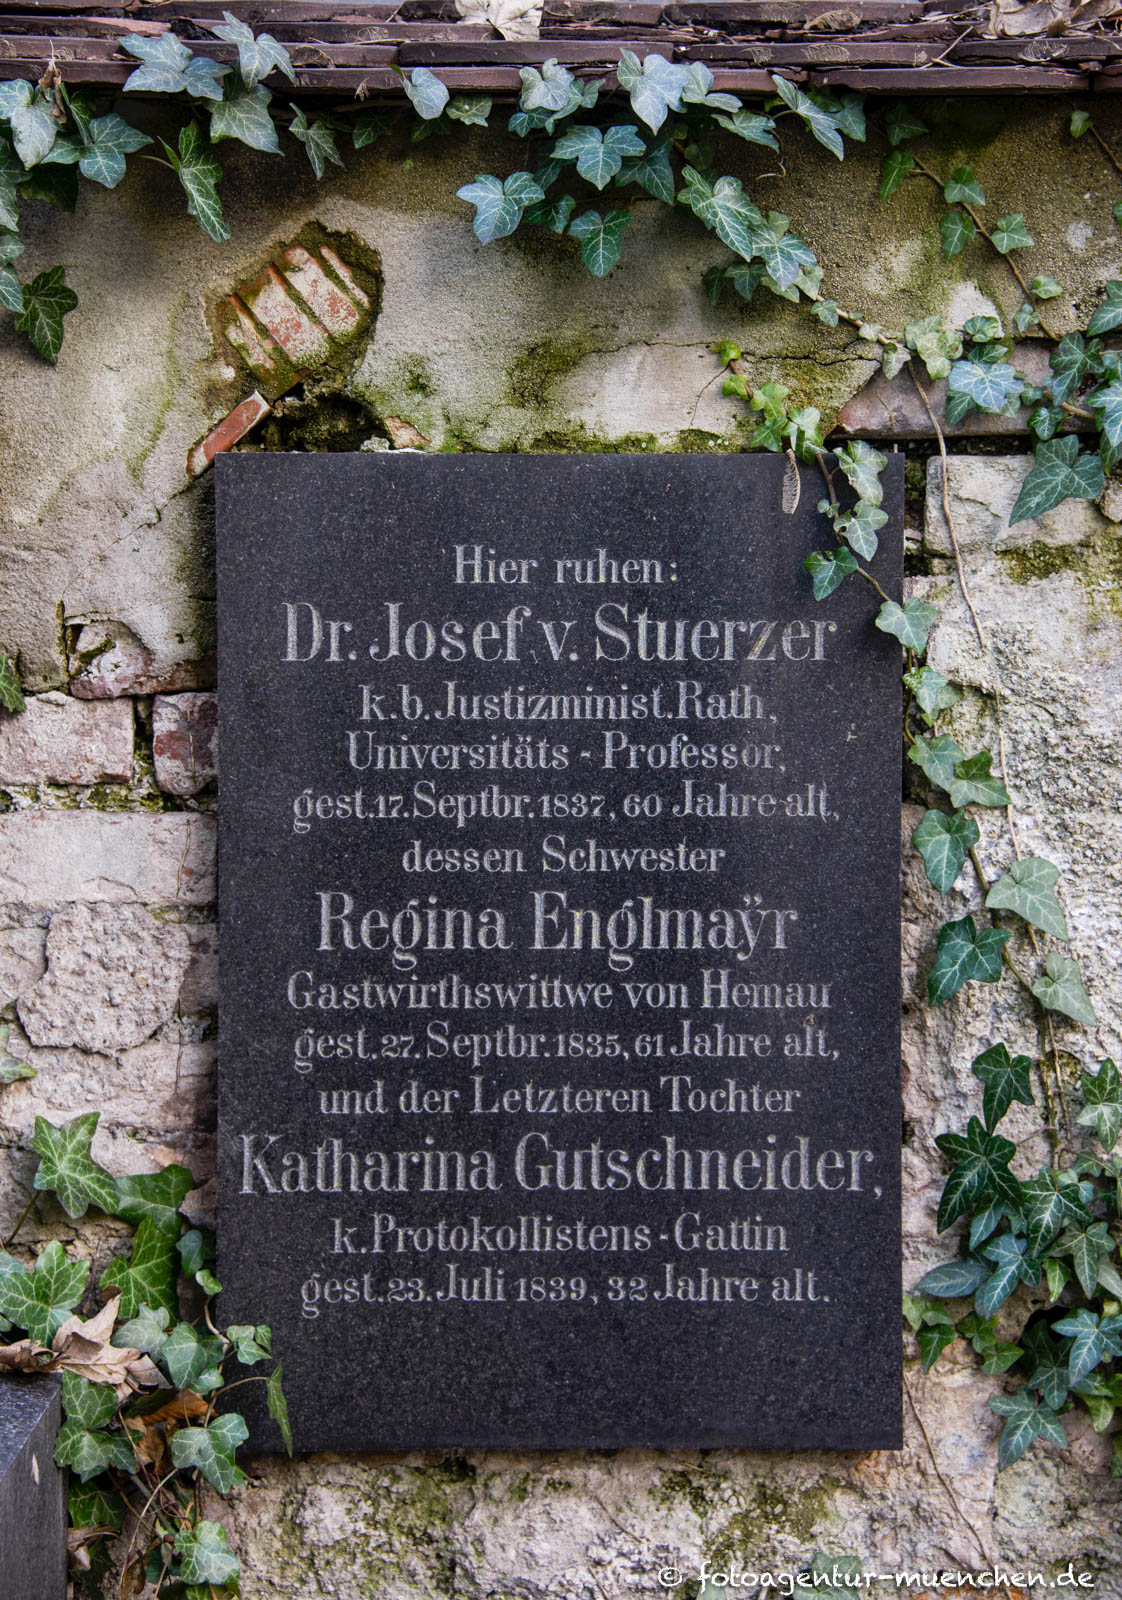 Hier ruhen:
Dr. Josef v. Stuerzer
k. b. Justizminist. Rath,
Universitäts - Professor,
gest. 17. Septbr. 1837, 60 Jahre alt,
dessen Schwester
Regina Englmaÿr
Gastwirthswittwe von Hemau
gest. 27. Septbr. 1835, 61 Jahre alt,
und der Letzteren Tochter
Katharina Gutschneider,
k. Protokollistens - Gattin
gest. 23. Juli 1839, 32 Jahre alt.
© fotoagentur-muenchen.de